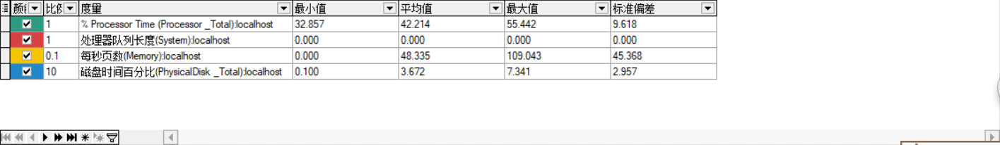 颜 比例 度量 最小值 平均值 最大值 标准偏差
1 % Processor Time (Processor _Total):localhost 32.857 42.214 55.442 9.618
1 处理器队列长度(System):localhost 0.000 0.000 0.000 0.000
0.1 每秒页数(Memory):localhost 0.000 48.335 109.043 45.368
10 磁盘时间百分比(PhysicalDisk _Total):localhost 0.100 3.672 7.341 2.957